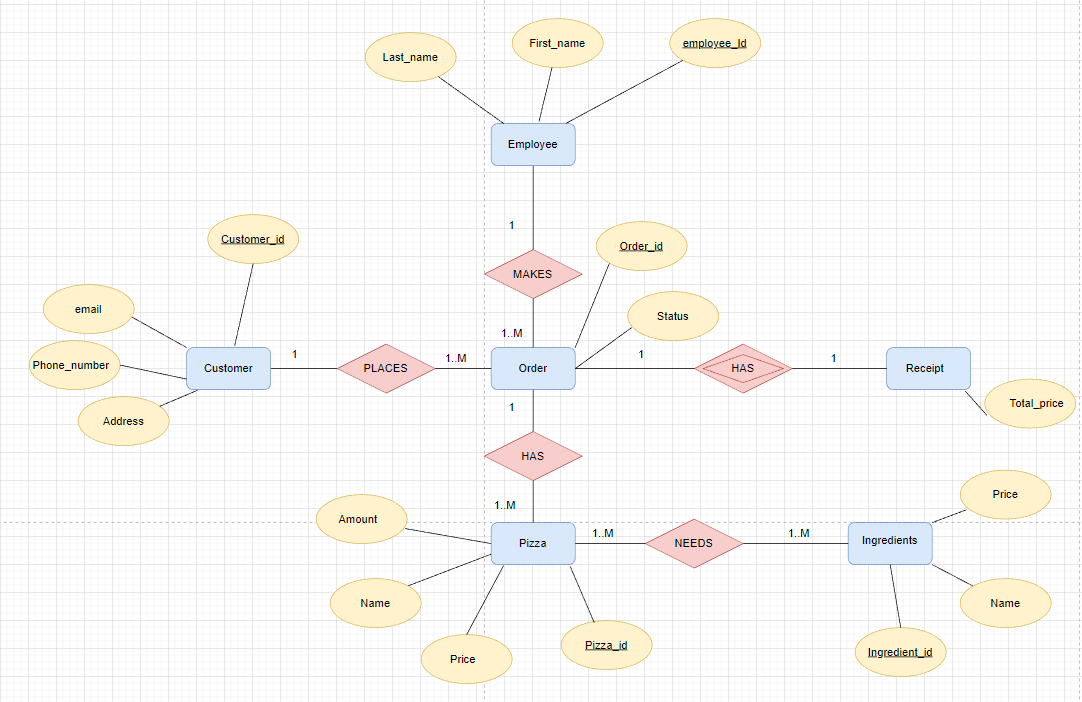 First_name
employee_Id
Last_name
Employee
1
Customer_id
Order_id
MAKES
email
Status
1..M
1
1..M
1
1
Phone_number
Customer
PLACES
Order
HAS
Receipt
Total_price
1
Address
HAS
Price
1..M
Amount
1..M
1..M
Pizza
NEEDS
Ingredients
Name
Name
Pizza_id
Ingredient_id
Price